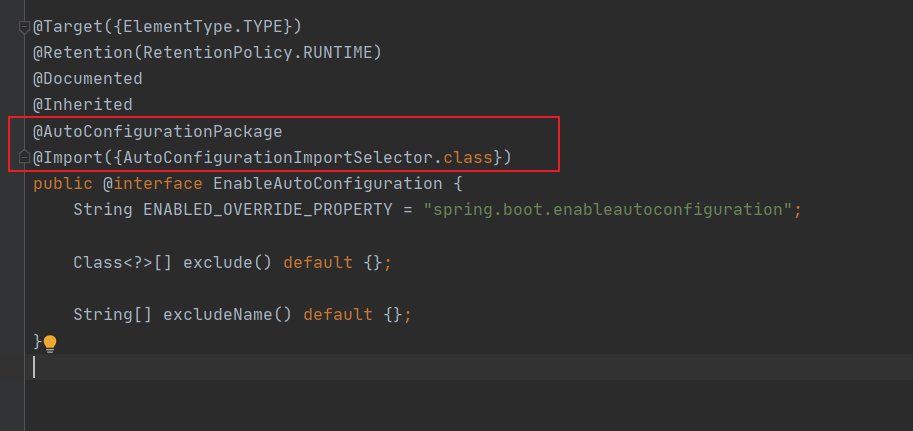 @Target({ElementType.TYPE})
@Retention(RetentionPolicy.RUNTIME)
@Documented
@Inherited
@AutoConfigurationPackage
@Import({AutoConfigurationImportSelector.class})
public @interface EnableAutoConfiguration {
    String ENABLED_OVERRIDE_PROPERTY = "spring.boot.enableautoconfiguration";
    Class<?>[] exclude() default {};
    String[] excludeName() default {};
}